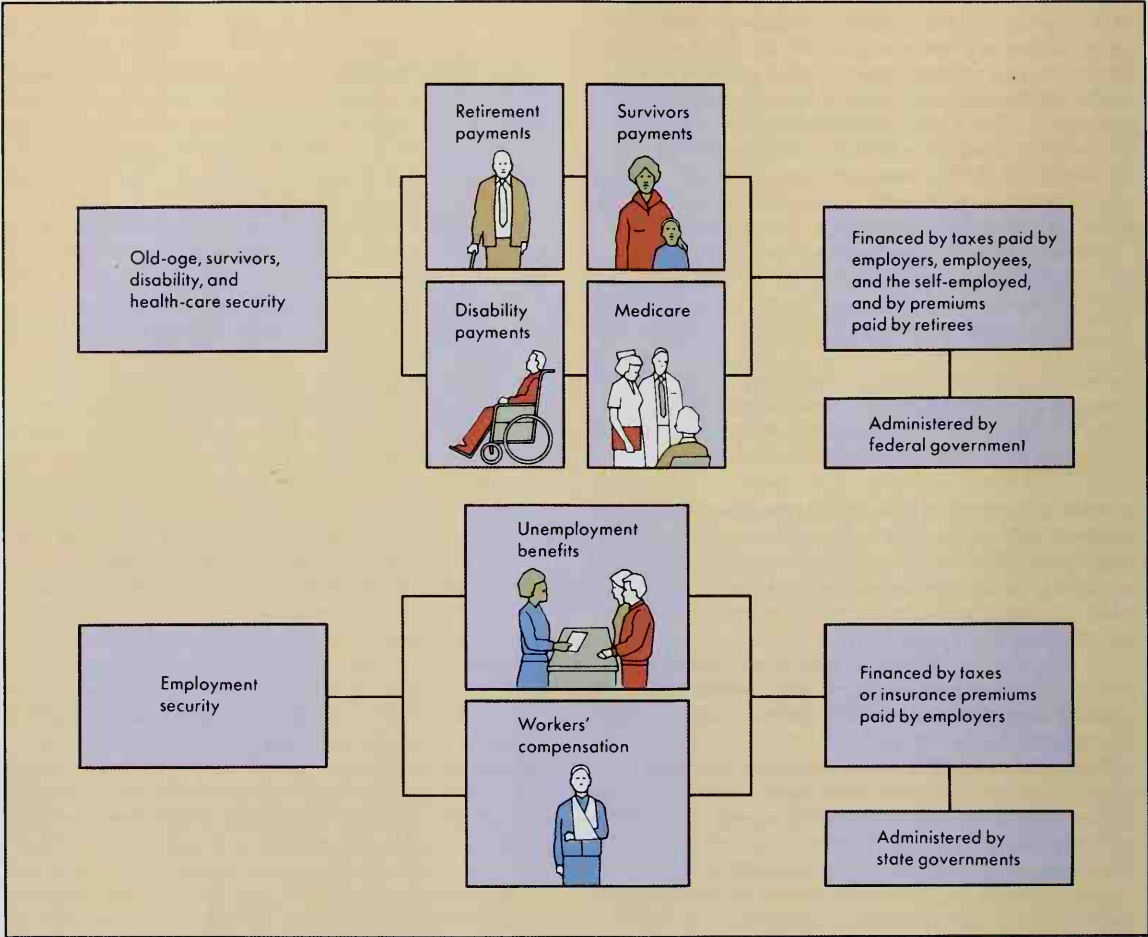 Retirement
payments
Survivors
payments
Old-age, survivors,
disability, and
health-care security
Disability
payments
Medicare
Financed by taxes paid by
employers, employees,
and the self-employed,
and by premiums
paid by retirees
Administered by
federal government
Unemployment
benefits
Employment
security
Workers'
compensation
Financed by taxes
or insurance premiums
paid by employers
Administered by
state governments